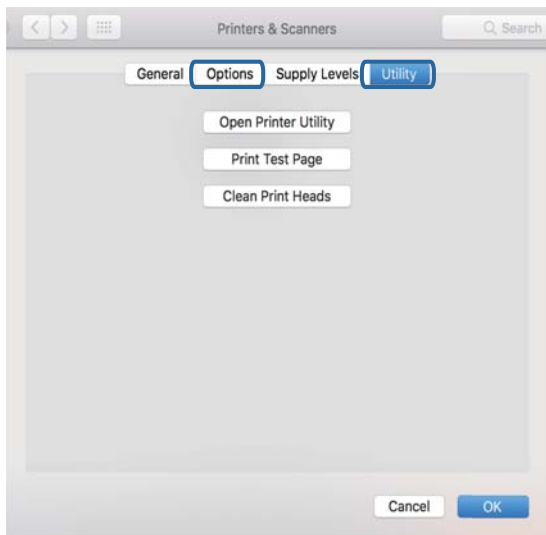 Printers & Scanners Search
General Options Supply Levels Utility
Open Printer Utility
Print Test Page
Clean Print Heads
Cancel OK